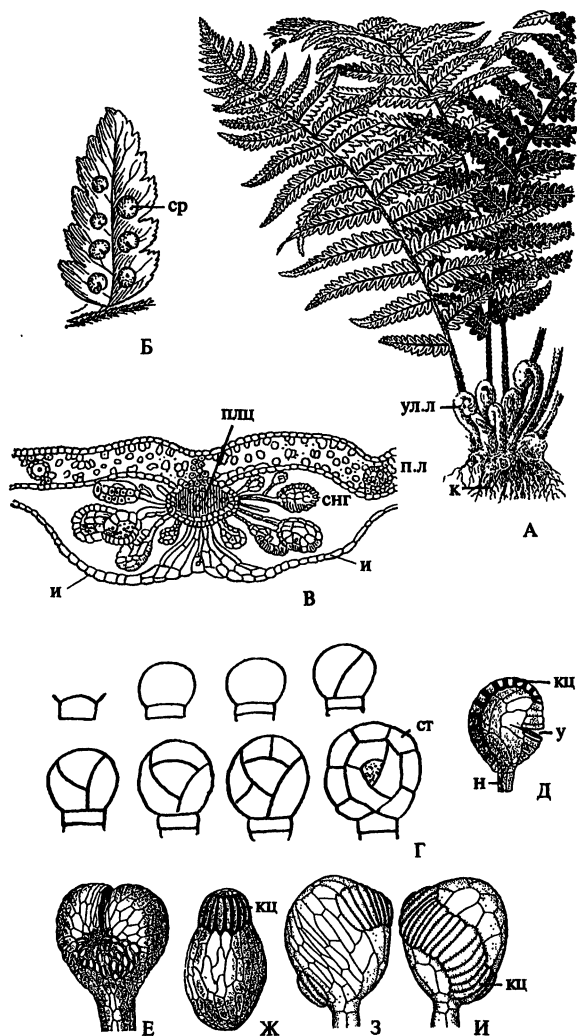 ср
Б
ул.л
плц
п.л
снг
к
А
и
и
В
кц
ст
у
н
Д
Г
кц
кц
Е
Ж
З
И